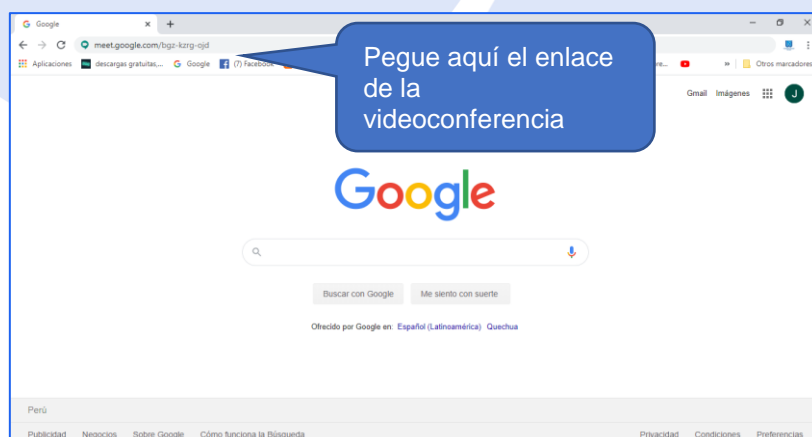 Google
meet.google.com/bgz-kzrg-ojd
Pegue aquí el enlace
de la
videoconferencia
Aplicaciones descargas gratuitas,... Google (7) Facebook
Otros marcadores
Gmail Imágenes J
Google
Buscar con Google Me siento con suerte
Ofrecido por Google en: Español (Latinoamérica) Quechua
Perú
Publicidad Negocios Sobre Google Cómo funciona la Búsqueda Privacidad Condiciones Preferencias